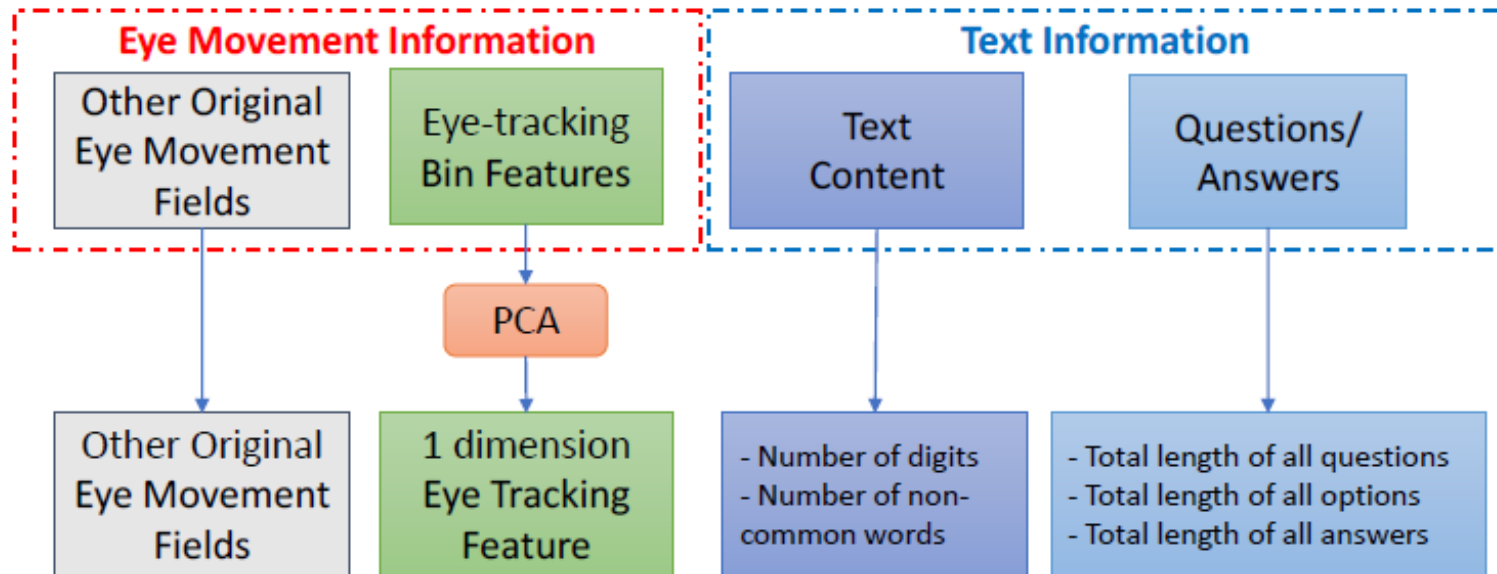 Eye Movement Information
Text Information
Other Original
Eye Movement
Fields
Eye-tracking
Bin Features
Text
Content
Questions/
Answers
PCA
Other Original
Eye Movement
Fields
1 dimension
Eye Tracking
Feature
- Number of digits
- Number of non-
common words
- Total length of all questions
- Total length of all options
- Total length of all answers